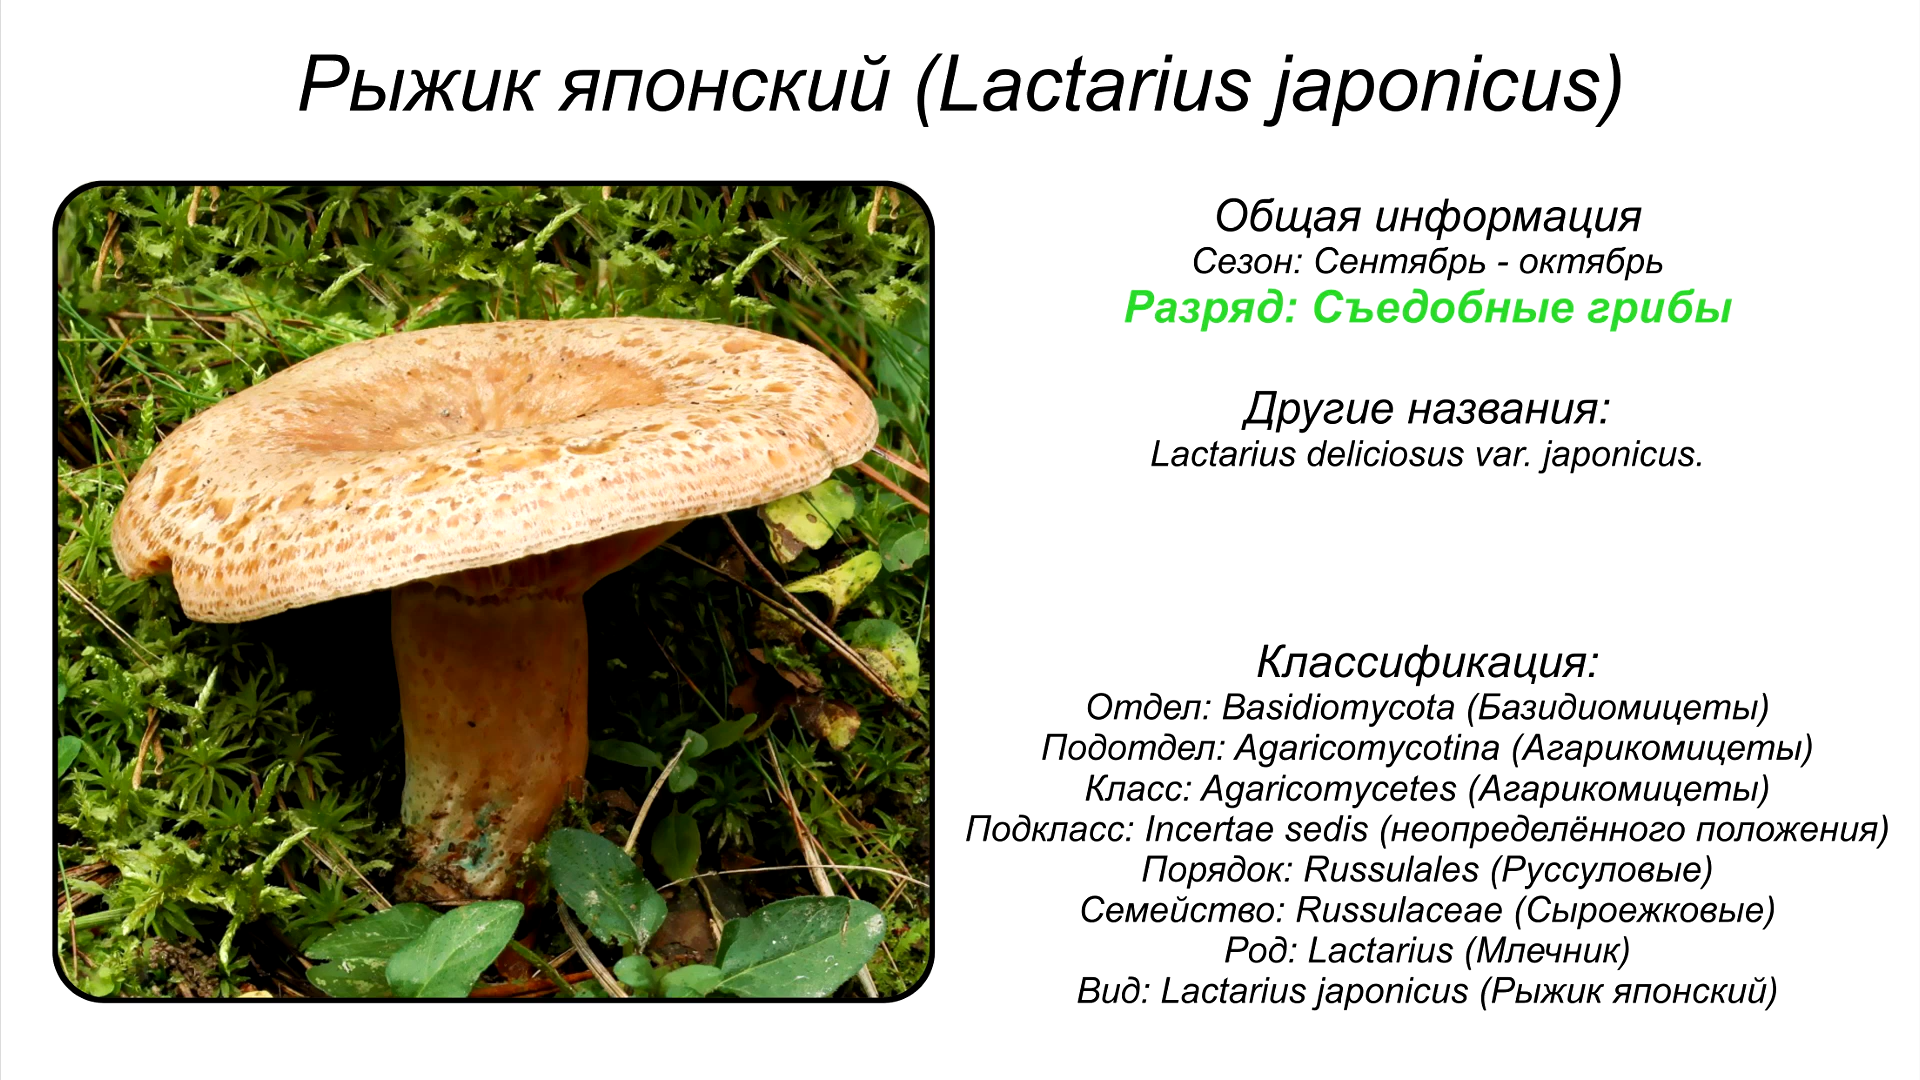 Рыжик японский (Lactarius japonicus)
Общая информация
Сезон: Сентябрь - октябрь
Разряд: Съедобные грибы
Другие названия:
Lactarius deliciosus var. japonicus.
Классификация:
Отдел: Basidiomycota (Базидиомицеты)
Подотдел: Agaricomycotina (Агарикомицеты)
Класс: Agaricomycetes (Агарикомицеты)
Подкласс: Incertae sedis (неопределённого положения)
Порядок: Russulales (Руссуловые)
Семейство: Russulaceae (Сыроежковые)
Род: Lactarius (Млечник)
Вид: Lactarius japonicus (Рыжик японский)